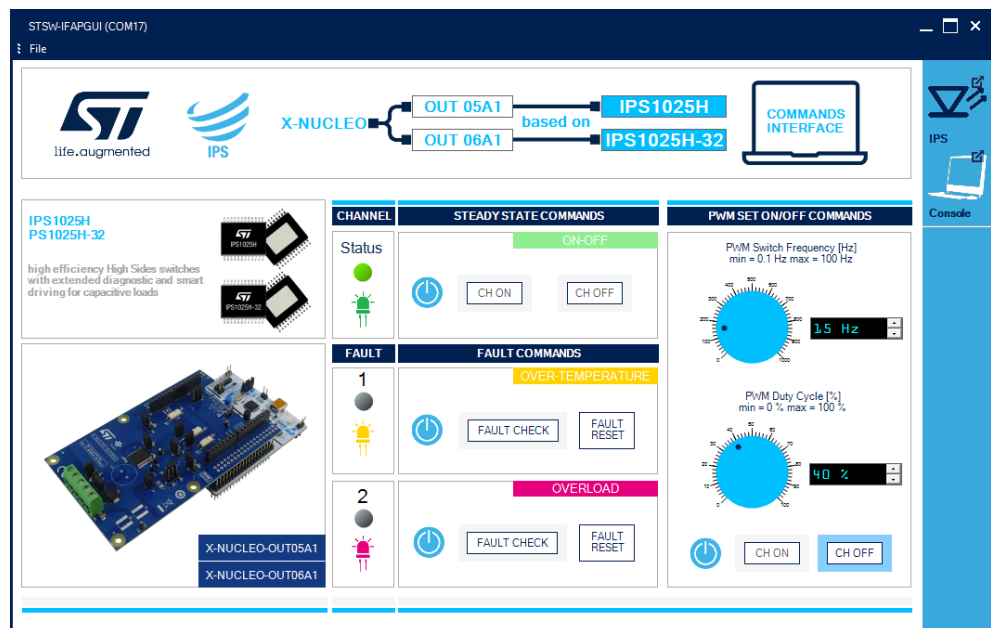 STSW-IFAPGUI (COM17)
File
life.augmented
IPS
X-NUCLEO
OUT 05A1
OUT 06A1
based on
IPS1025H
IPS1025H-32
COMMANDS
INTERFACE
IPS
Console
IPS1025H
PS1025H-32
high efficiency High Sides switches
with extended diagnostic and smart
driving for capacitive loads
IPS1025H
IPS1025H-32
X-NUCLEO-OUT05A1
X-NUCLEO-OUT06A1
CHANNEL
Status
STEADY STATE COMMANDS
ON-OFF
CH ON
CH OFF
FAULT
FAULT COMMANDS
1
OVER-TEMPERATURE
FAULT CHECK
FAULT
RESET
2
OVERLOAD
FAULT CHECK
FAULT
RESET
PWM SET ON/OFF COMMANDS
PWM Switch Frequency [Hz]
min = 0.1 Hz max = 100 Hz
15 Hz
PWM Duty Cycle [%]
min = 0 % max = 100 %
40 %
CH ON
CH OFF